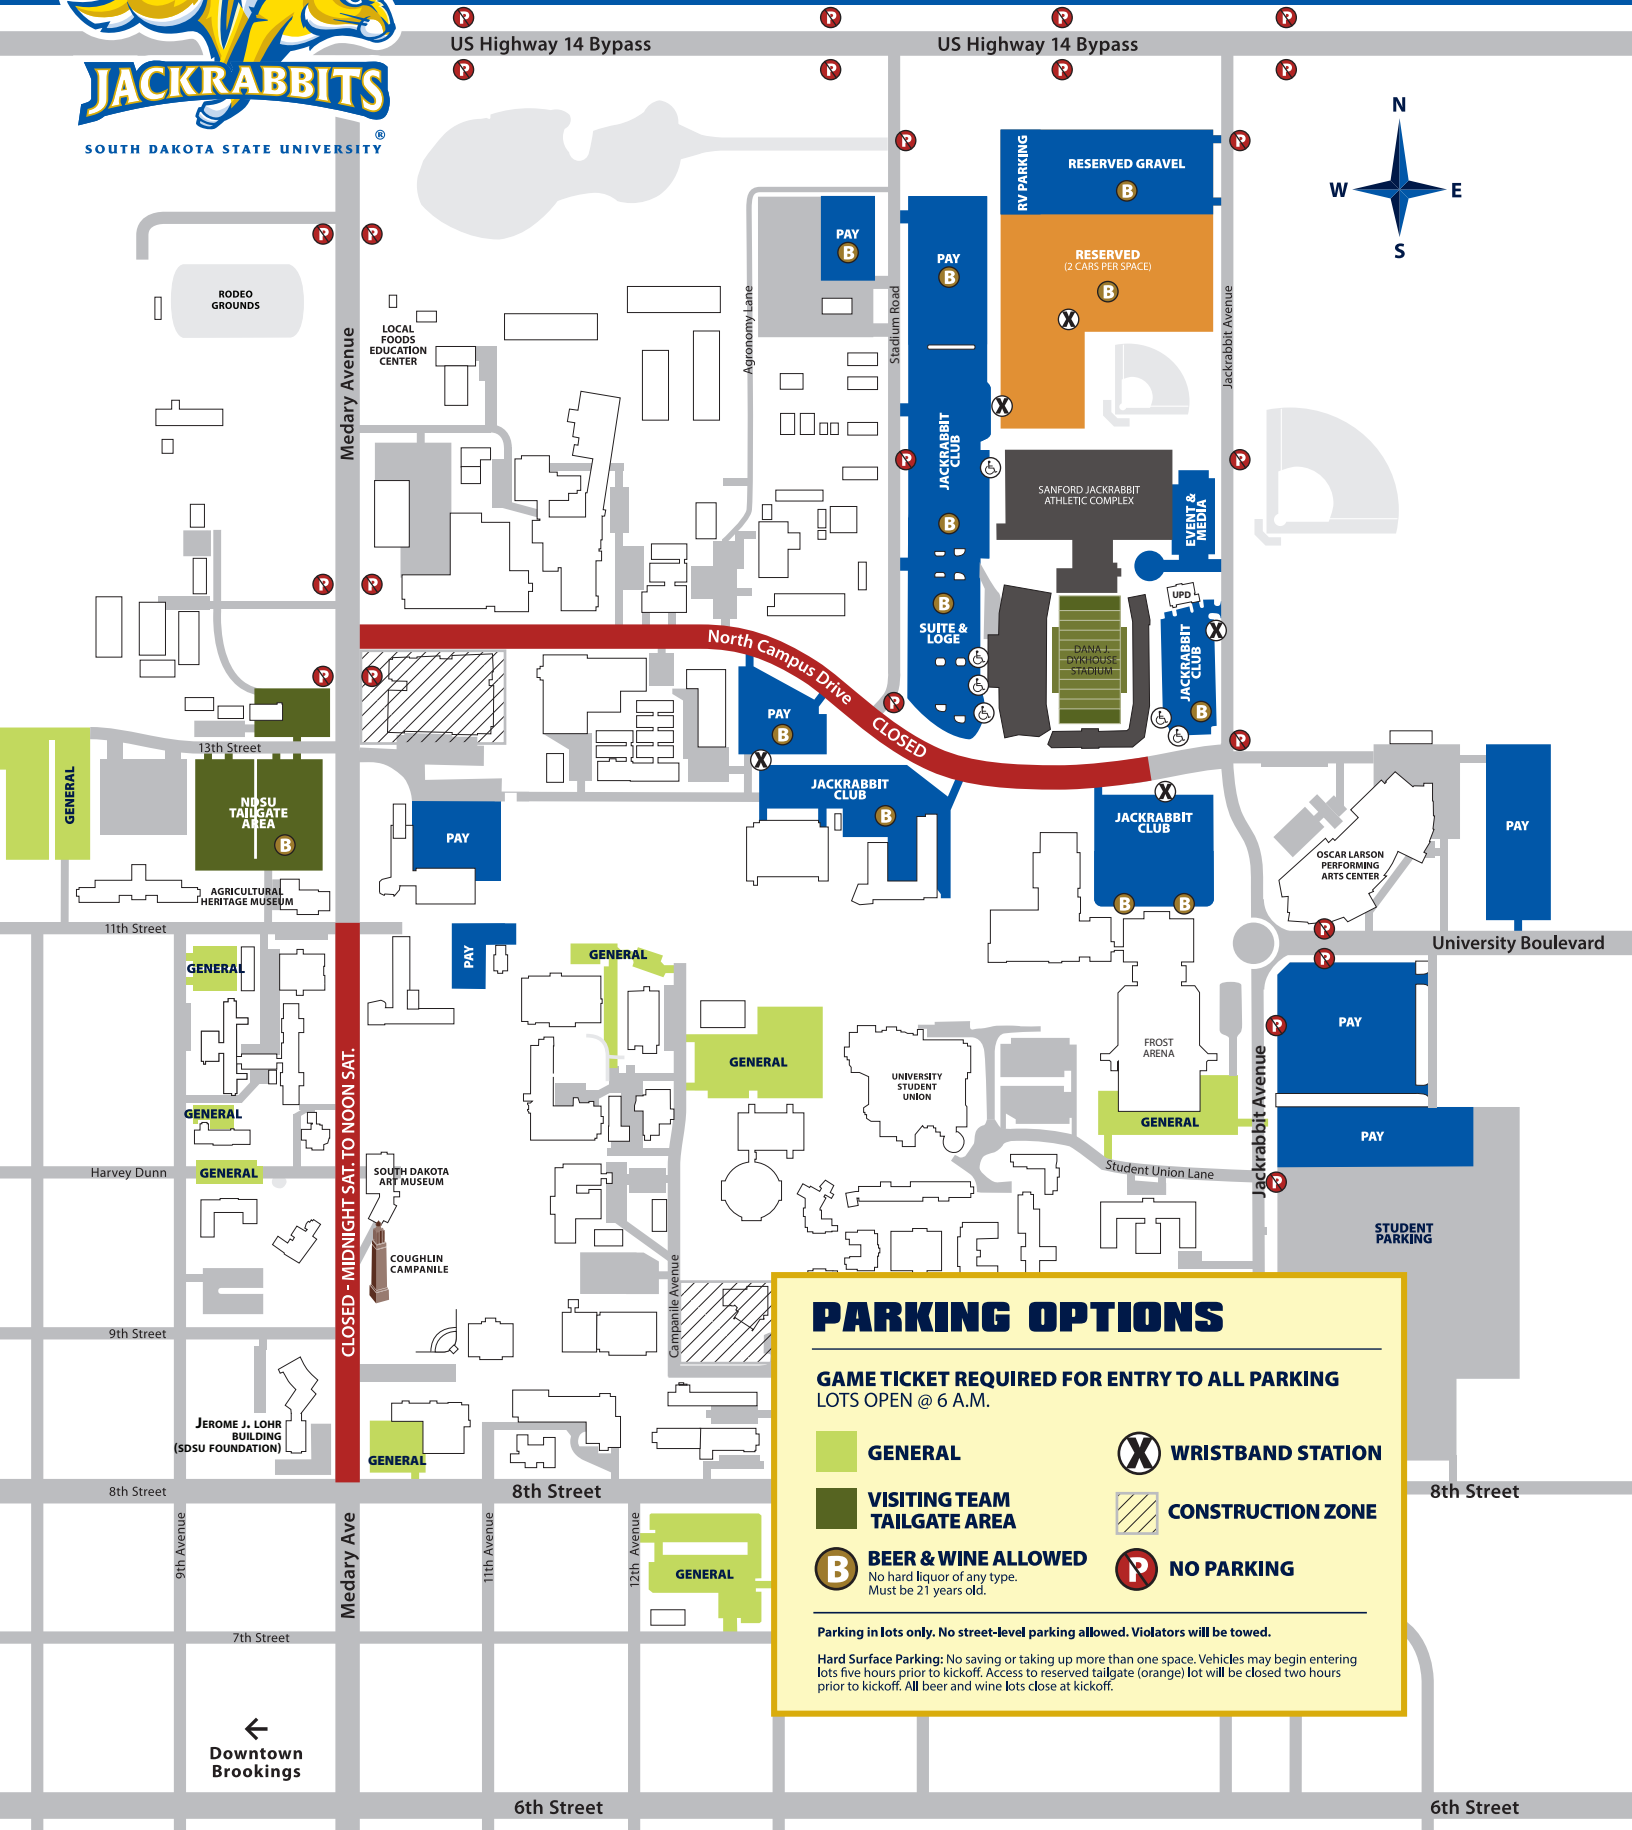 JACKRABBITS
®
SOUTH DAKOTA STATE UNIVERSITY
P
P
P
P
US Highway 14 Bypass
US Highway 14 Bypass
P
P
P
P
N
W
E
S
P
P
RV PARKING
RESERVED GRAVEL
B
PAY
B
PAY
B
RESERVED
(2 CARS PER SPACE)
B
X
P
P
RODEO
GROUNDS
LOCAL
FOODS
EDUCATION
CENTER
Medary Avenue
Agronomy Lane
Stadium Road
Jackrabbit Avenue
X
JACKRABBIT
CLUB
P
P
SANFORD JACKRABBIT
ATHLETIC COMPLEX
EVENT &
MEDIA
B
P
P
B
SUITE &
LOGE
UPD
X
JACKRABBIT
CLUB
B
DANA J.
DYKHOUSE
STADIUM
North Campus Drive
CLOSED
P
P
P
P
PAY
B
X
13th Street
GENERAL
NDSU
TAILGATE
AREA
B
PAY
JACKRABBIT
CLUB
B
X
JACKRABBIT
CLUB
B
B
OSCAR LARSON
PERFORMING
ARTS CENTER
PAY
AGRICULTURAL
HERITAGE MUSEUM
11th Street
P
University Boulevard
P
GENERAL
PAY
GENERAL
PAY
P
GENERAL
UNIVERSITY
STUDENT
UNION
FROST
ARENA
GENERAL
GENERAL
PAY
Jackrabbit Avenue
CLOSED - MIDNIGHT SAT. TO NOON SAT.
Harvey Dunn
GENERAL
SOUTH DAKOTA
ART MUSEUM
Student Union Lane
P
STUDENT
PARKING
COUGHLIN
CAMPANILE
Campanile Avenue
9th Street
JEROME J. LOHR
BUILDING
(SDSU FOUNDATION)
GENERAL
8th Street
8th Street
8th Street
9th Avenue
Medary Ave
11th Avenue
12th Avenue
GENERAL
7th Street
PARKING OPTIONS
GAME TICKET REQUIRED FOR ENTRY TO ALL PARKING
LOTS OPEN @ 6 A.M.
GENERAL
X
WRISTBAND STATION
VISITING TEAM
TAILGATE AREA
CONSTRUCTION ZONE
B
BEER & WINE ALLOWED
No hard liquor of any type.
Must be 21 years old.
P
NO PARKING
Parking in lots only. No street-level parking allowed. Violators will be towed.
Hard Surface Parking: No saving or taking up more than one space. Vehicles may begin entering
lots five hours prior to kickoff. Access to reserved tailgate (orange) lot will be closed two hours
prior to kickoff. All beer and wine lots close at kickoff.
Downtown
Brookings
6th Street
6th Street